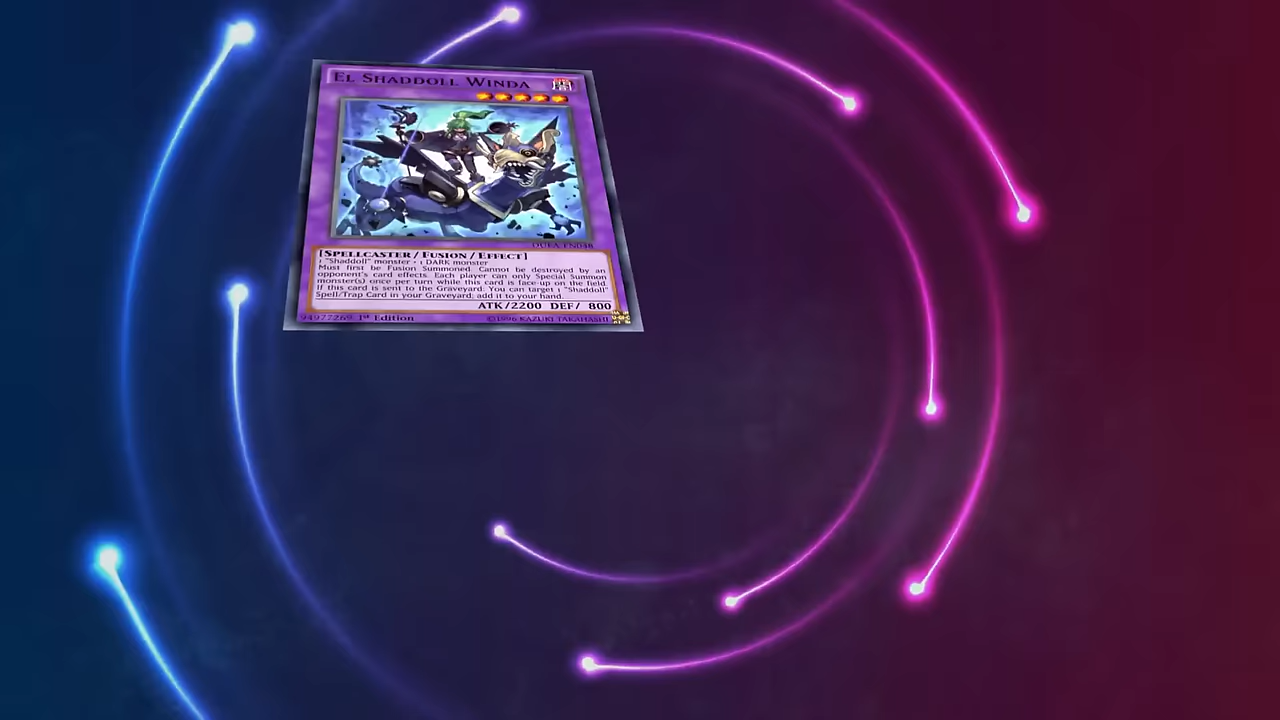 El Shaddoll Winda
DUEA-EN048
[Spellcaster / Fusion / Effect]
1 "Shaddoll" monster + 1 DARK monster
Must first be Fusion Summoned. Cannot be destroyed by an
opponent's card effects. Each player can only Special Summon
monster(s) once per turn while this card is face-up on the field.
If this card is sent to the Graveyard: You can target 1 "Shaddoll"
Spell/Trap Card in your Graveyard; add it to your hand.
ATK/2200 DEF/ 800
94977269 1st Edition ©1996 KAZUKI TAKAHASHI